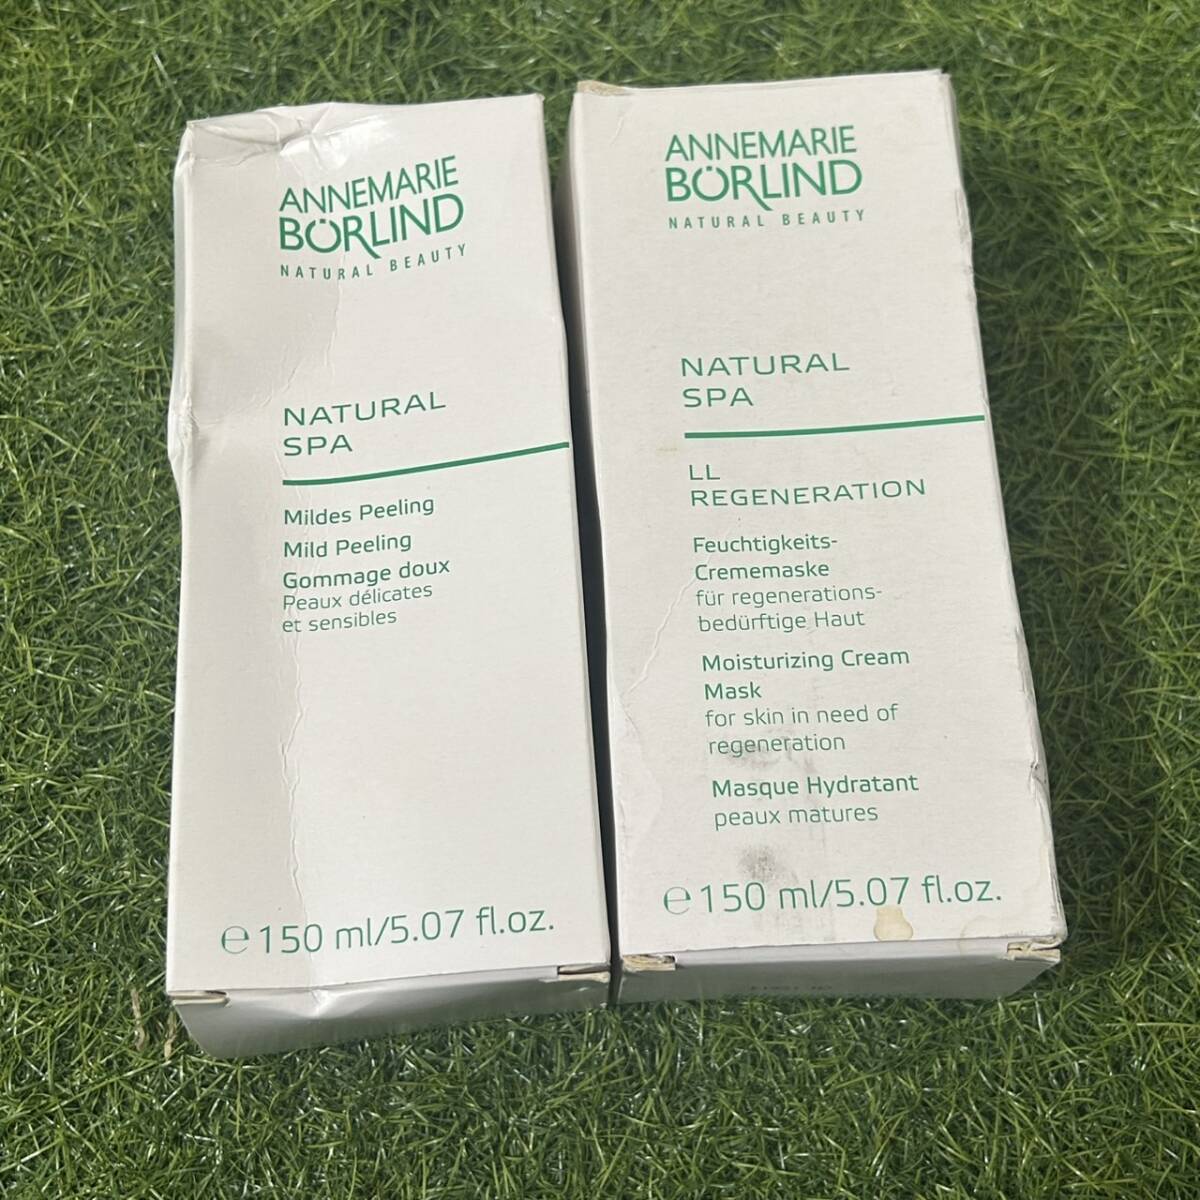 ANNEMARIE
BÖRLIND
NATURAL BEAUTY
NATURAL
SPA
Mildes Peeling
Mild Peeling
Gommage doux
Peaux délicates
et sensibles
℮ 150 ml/5.07 fl.oz.
ANNEMARIE
BÖRLIND
NATURAL BEAUTY
NATURAL
SPA
LL
REGENERATION
Feuchtigkeits-
Crememaske
für regenerations-
bedürftige Haut
Moisturizing Cream
Mask
for skin in need of
regeneration
Masque Hydratant
peaux matures
℮ 150 ml/5.07 fl.oz.